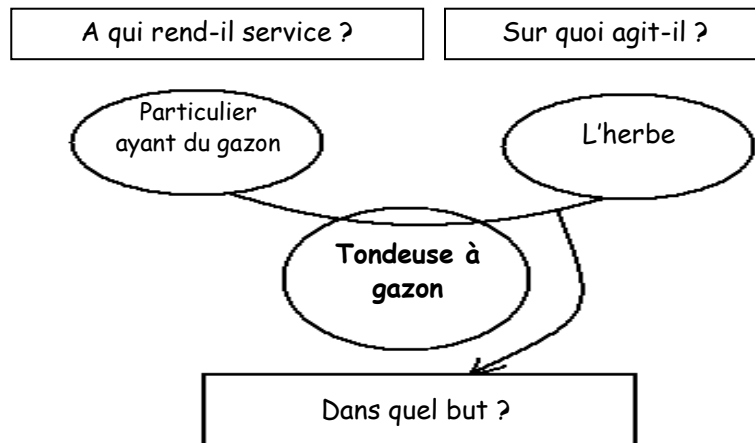 A qui rend-il service ?
Sur quoi agit-il ?
Particulier
ayant du gazon
L'herbe
Tondeuse à
gazon
Dans quel but ?